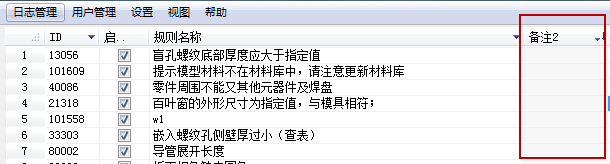 日志管理 用户管理 设置 视图 帮助
ID 启... 规则名称 备注2
1 13056 盲孔螺纹底部厚度应大于指定值
2 101609 提示模型材料不在材料库中，请注意更新材料库
3 40086 零件周围不能又其他元器件及焊盘
4 21318 百叶窗的外形尺寸为指定值，与模具相符；
5 101558 w1
6 33303 嵌入螺纹孔侧壁厚过小（查表）
7 80002 导管展开长度